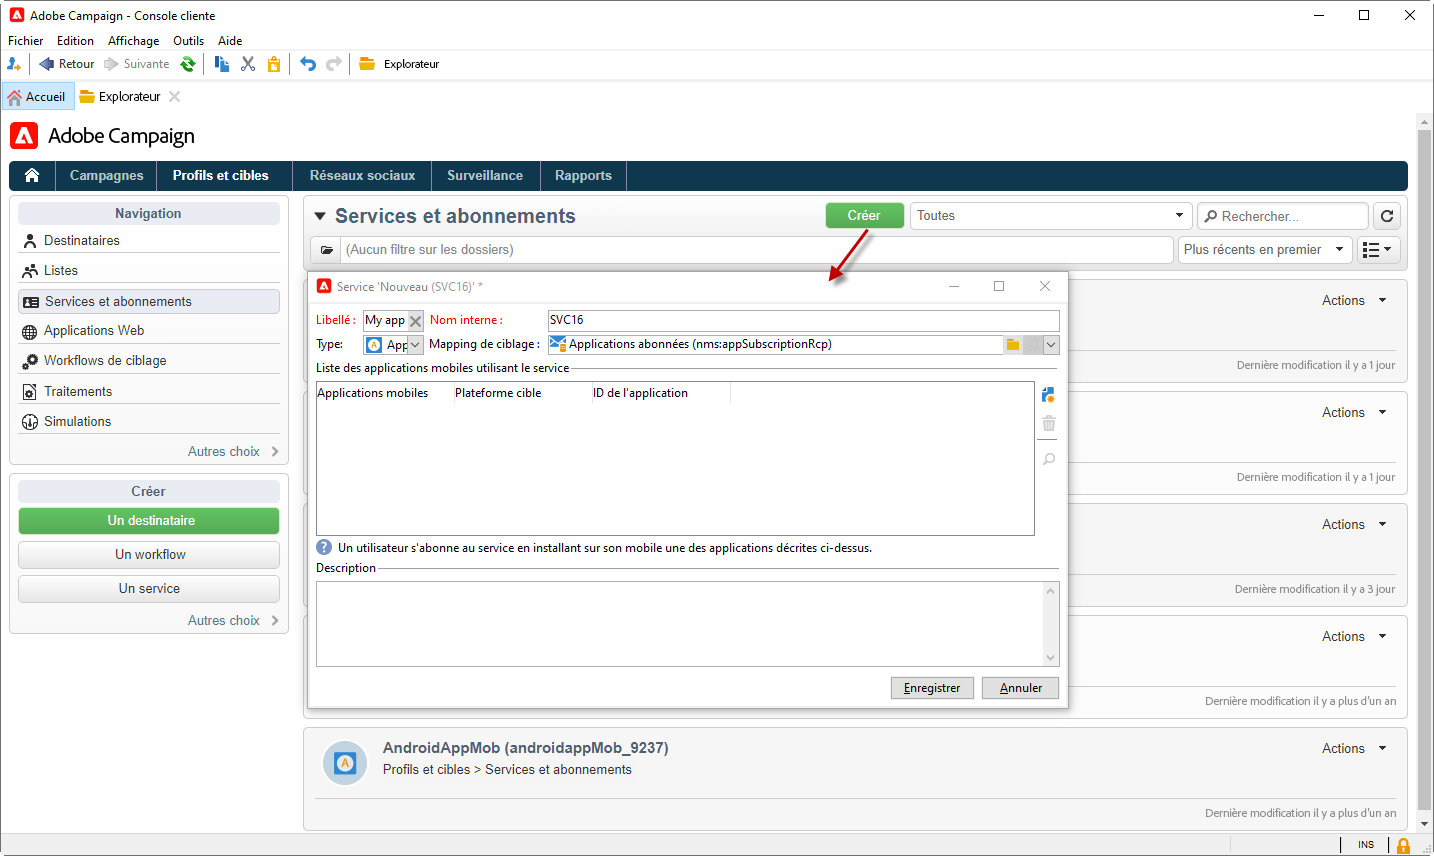 Adobe Campaign - Console cliente
Fichier Edition Affichage Outils Aide
Retour Suivante Explorateur
Accueil Explorateur
Adobe Campaign
Campagnes Profils et cibles Réseaux sociaux Surveillance Rapports
Navigation
Destinataires
Listes
Services et abonnements
Applications Web
Workflows de ciblage
Traitements
Simulations
Autres choix
Créer
Un destinataire
Un workflow
Un service
Autres choix
Services et abonnements
Créer
Toutes
Rechercher...
(Aucun filtre sur les dossiers)
Plus récents en premier
Service 'Nouveau (SVC16)' *
Libellé : My app Nom interne : SVC16
Type: App Mapping de ciblage : Applications abonnées (nms:appSubscriptionRcp)
Liste des applications mobiles utilisant le service
Applications mobiles Plateforme cible ID de l'application
Un utilisateur s'abonne au service en installant sur son mobile une des applications décrites ci-dessus.
Description
Enregistrer Annuler
Actions
Dernière modification il y a 1 jour
Actions
Dernière modification il y a 1 jour
Actions
Dernière modification il y a 3 jour
Actions
Dernière modification il y a plus d'un an
AndroidAppMob (androidappMob_9237)
Profils et cibles > Services et abonnements
Actions
Dernière modification il y a plus d'un an
INS